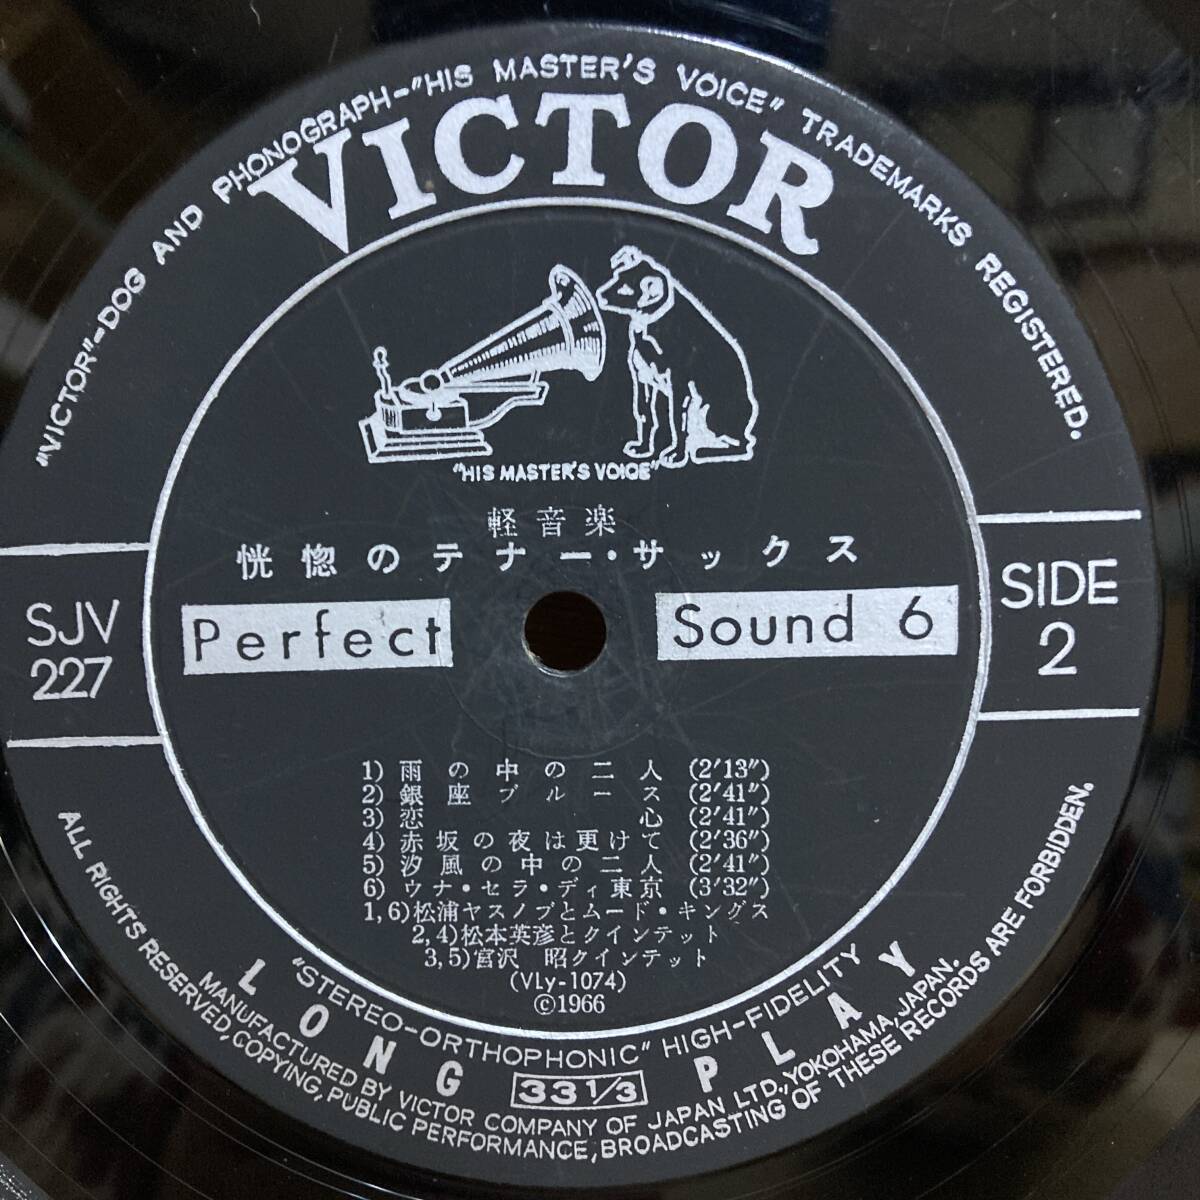 "VICTOR"-DOG AND PHONOGRAPH-"HIS MASTER'S VOICE" TRADEMARKS REGISTERED.
VICTOR
"HIS MASTER'S VOICE"
軽音楽
恍惚のテナー・サックス
Perfect Sound 6
SJV
227
SIDE
2
1) 雨の中の二人 (2'13")
2) 銀座ブルース (2'41")
3) 恋心 (2'41")
4) 赤坂の夜は更けて (2'36")
5) 汐風の中の二人 (2'41")
6) ウナ・セラ・ディ東京 (3'32")
1,6)松浦ヤスノブとムード・キングス
2,4)松本英彦とクインテット
3,5)宮沢 昭クインテット
(VLy-1074)
©1966
"STEREO-ORTHOPHONIC" HIGH-FIDELITY
LONG 33 1/3 PLAY
MANUFACTURED BY VICTOR COMPANY OF JAPAN LTD., YOKOHAMA, JAPAN.
ALL RIGHTS RESERVED, COPYING, PUBLIC PERFORMANCE, BROADCASTING OF THESE RECORDS ARE FORBIDDEN.